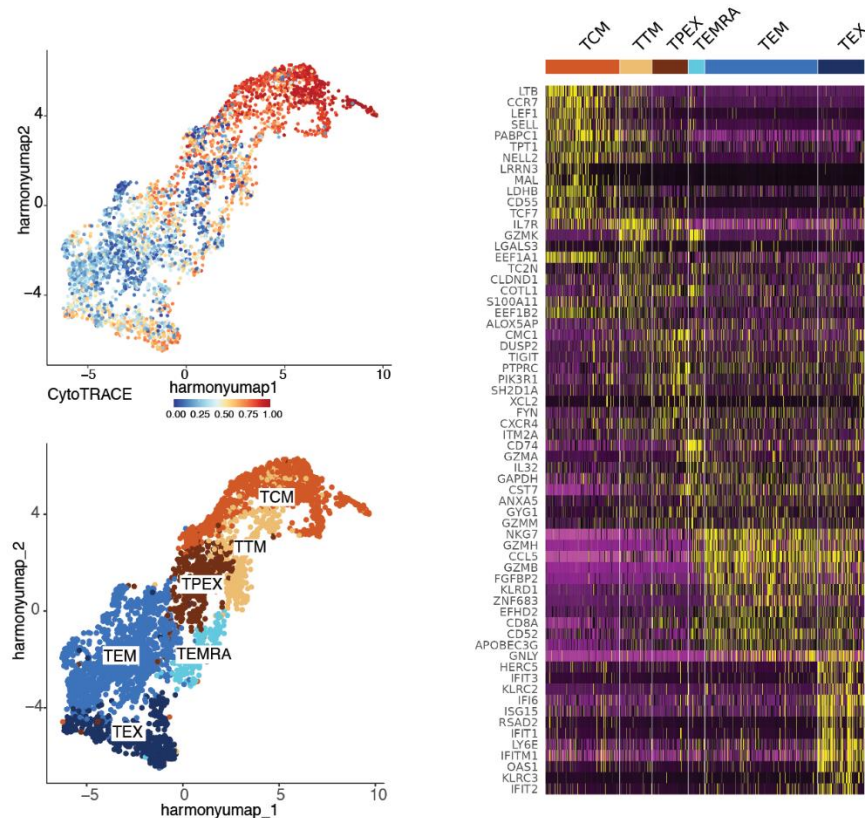 harmonyumap2
4
0
−4
−5
0
5
10
harmonyumap1
CytoTRACE
0.00 0.25 0.50 0.75 1.00
harmonyumap_2
4
0
−4
TCM
TTM
TPEX
TEM
TEMRA
TEX
−5
0
5
10
harmonyumap_1
TCM
TTM
TPEX
TEMRA
TEM
TEX
LTB
CCR7
LEF1
SELL
PABPC1
TPT1
NELL2
LRRN3
MAL
LDHB
CD55
TCF7
IL7R
GZMK
LGALS3
EEF1A1
TC2N
CLDND1
COTL1
S100A11
EEF1B2
ALOX5AP
CMC1
DUSP2
TIGIT
PTPRC
PIK3R1
SH2D1A
XCL2
FYN
CXCR4
ITM2A
CD74
GZMA
IL32
GAPDH
CST7
ANXA5
GYG1
GZMM
NKG7
GZMH
CCL5
GZMB
FGFBP2
KLRD1
ZNF683
EFHD2
CD8A
CD52
APOBEC3G
GNLY
HERC5
IFIT3
KLRC2
IFI6
ISG15
RSAD2
IFIT1
LY6E
IFITM1
OAS1
KLRC3
IFIT2